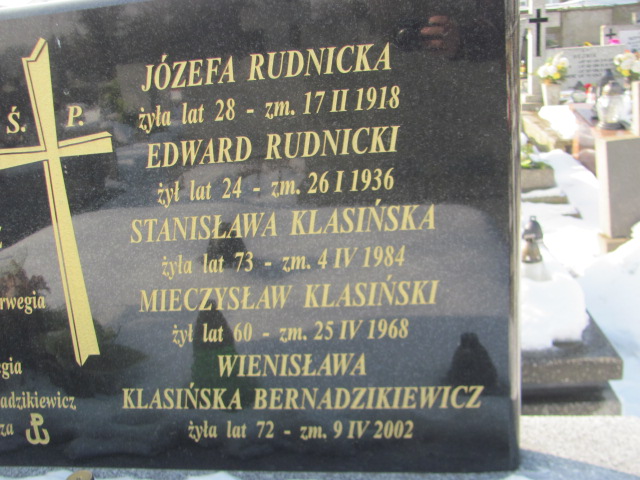 Ś. P.
JÓZEFA RUDNICKA
żyła lat 28 - zm. 17 II 1918
EDWARD RUDNICKI
żył lat 24 - zm. 26 I 1936
STANISŁAWA KLASIŃSKA
żyła lat 73 - zm. 4 IV 1984
MIECZYSŁAW KLASIŃSKI
żył lat 60 - zm. 25 IV 1968
WIENISŁAWA
KLASIŃSKA BERNADZIKIEWICZ
żyła lat 72 - zm. 9 IV 2002